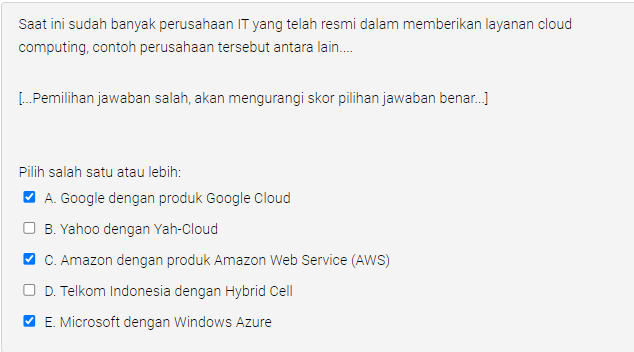 Saat ini sudah banyak perusahaan IT yang telah resmi dalam memberikan layanan cloud
computing, contoh perusahaan tersebut antara lain....
[...Pemilihan jawaban salah, akan mengurangi skor pilihan jawaban benar...]
Pilih salah satu atau lebih:
A. Google dengan produk Google Cloud
B. Yahoo dengan Yah-Cloud
C. Amazon dengan produk Amazon Web Service (AWS)
D. Telkom Indonesia dengan Hybrid Cell
E. Microsoft dengan Windows Azure